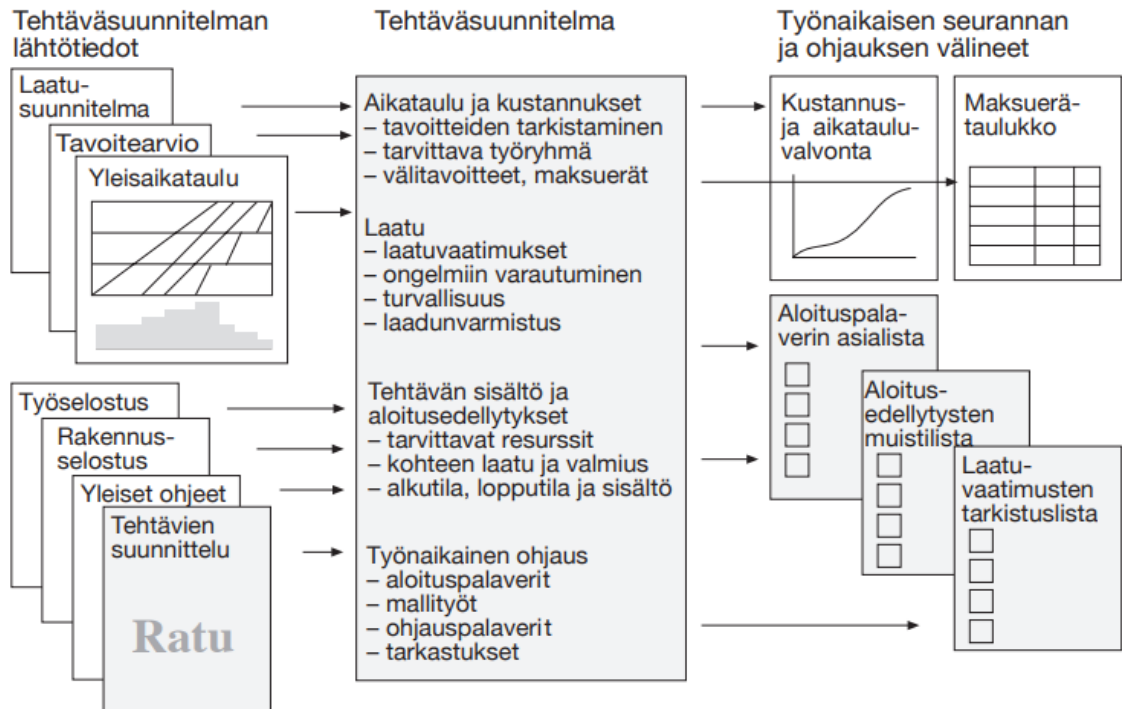 Tehtäväsuunnitelman
lähtötiedot
Laatu-
suunnitelma
Tavoitearvio
Yleisaikataulu
Työselostus
Rakennus-
selostus
Yleiset ohjeet
Tehtävien
suunnittelu
Ratu
Tehtäväsuunnitelma
Aikataulu ja kustannukset
– tavoitteiden tarkistaminen
– tarvittava työryhmä
– välitavoitteet, maksuerät
Laatu
– laatuvaatimukset
– ongelmiin varautuminen
– turvallisuus
– laadunvarmistus
Tehtävän sisältö ja
aloitusedellytykset
– tarvittavat resurssit
– kohteen laatu ja valmius
– alkutila, lopputila ja sisältö
Työnaikainen ohjaus
– aloituspalaverit
– mallityöt
– ohjauspalaverit
– tarkastukset
Työnaikaisen seurannan
ja ohjauksen välineet
Kustannus-
ja aikataulu-
valvonta
Maksuerä-
taulukko
Aloituspala-
verin asialista
Aloitus-
edellytysten
muistilista
Laatu-
vaatimusten
tarkistuslista